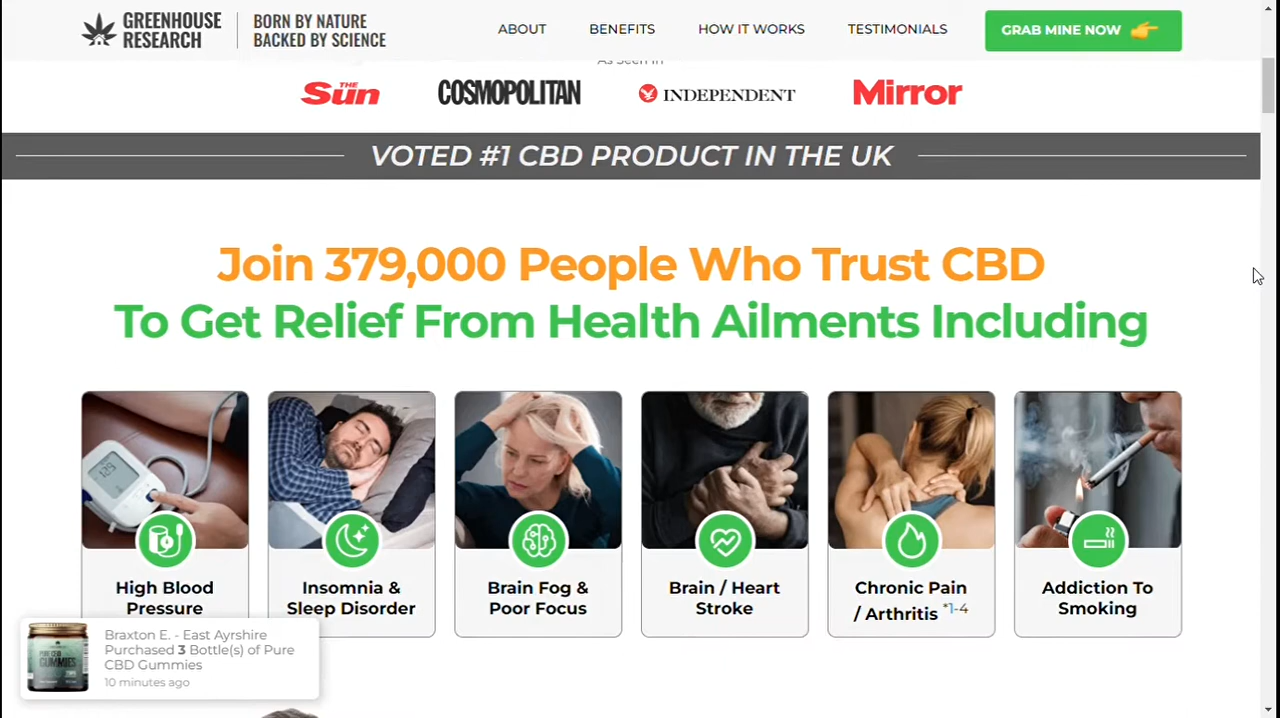 GREENHOUSE
RESEARCH
BORN BY NATURE
BACKED BY SCIENCE
ABOUT
BENEFITS
HOW IT WORKS
TESTIMONIALS
GRAB MINE NOW
As Seen In
THE Sun
COSMOPOLITAN
INDEPENDENT
Mirror
VOTED #1 CBD PRODUCT IN THE UK
Join 379,000 People Who Trust CBD
To Get Relief From Health Ailments Including
High Blood
Pressure
Insomnia &
Sleep Disorder
Brain Fog &
Poor Focus
Brain / Heart
Stroke
Chronic Pain
/ Arthritis *1-4
Addiction To
Smoking
PURE CBD
GUMMIES
Braxton E. - East Ayrshire
Purchased 3 Bottle(s) of Pure
CBD Gummies
10 minutes ago